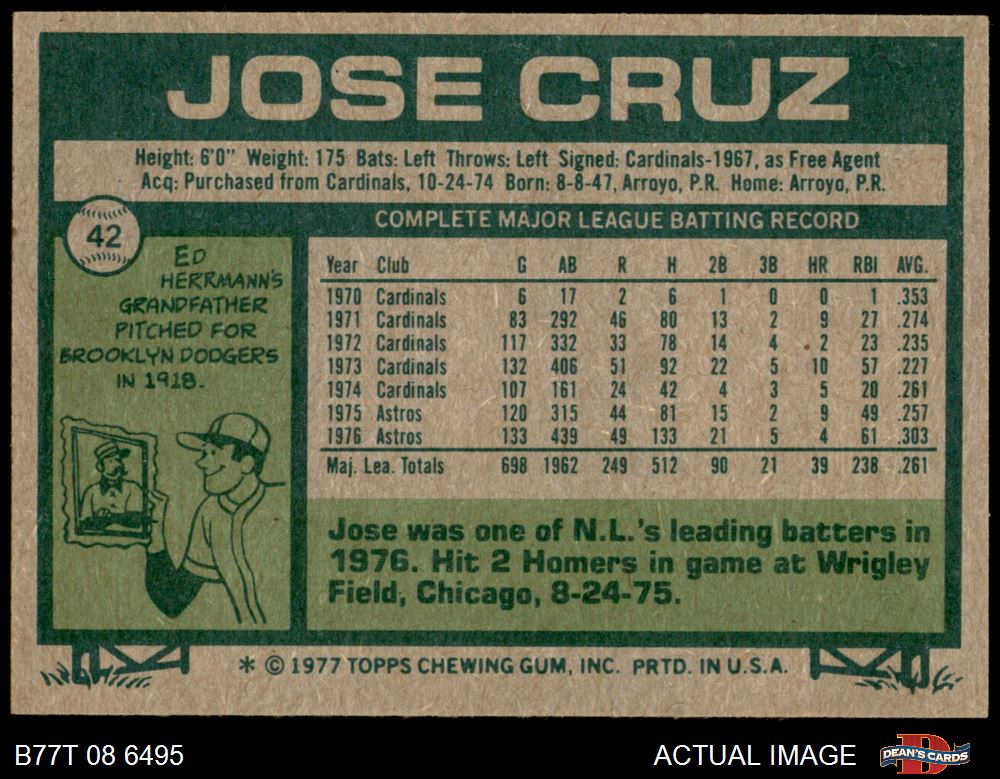 JOSE CRUZ
Height: 6'0" Weight: 175 Bats: Left Throws: Left Signed: Cardinals-1967, as Free Agent
Acq: Purchased from Cardinals, 10-24-74 Born: 8-8-47, Arroyo, P.R. Home: Arroyo, P.R.
42
COMPLETE MAJOR LEAGUE BATTING RECORD
ED
HERRMANN'S
GRANDFATHER
PITCHED FOR
BROOKLYN DODGERS
IN 1918.
Year Club G AB R H 2B 3B HR RBI AVG.
1970 Cardinals 6 17 2 6 1 0 0 1 .353
1971 Cardinals 83 292 46 80 13 2 9 27 .274
1972 Cardinals 117 332 33 78 14 4 2 23 .235
1973 Cardinals 132 406 51 92 22 5 10 57 .227
1974 Cardinals 107 161 24 42 4 3 5 20 .261
1975 Astros 120 315 44 81 15 2 9 49 .257
1976 Astros 133 439 49 133 21 5 4 61 .303
Maj. Lea. Totals 698 1962 249 512 90 21 39 238 .261
Jose was one of N.L.'s leading batters in
1976. Hit 2 Homers in game at Wrigley
Field, Chicago, 8-24-75.
* © 1977 TOPPS CHEWING GUM, INC. PRTD. IN U.S.A.
B77T 08 6495
ACTUAL IMAGE
D
DEAN'S CARDS